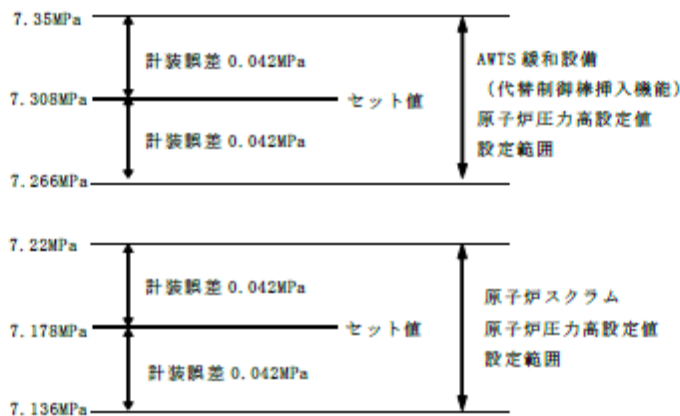 7.35MPa
計装誤差 0.042MPa
7.308MPa
セット値
計装誤差 0.042MPa
7.266MPa
AWTS 緩和設備
（代替制御棒挿入機能）
原子炉圧力高設定値
設定範囲
7.22MPa
計装誤差 0.042MPa
7.178MPa
セット値
計装誤差 0.042MPa
7.136MPa
原子炉スクラム
原子炉圧力高設定値
設定範囲